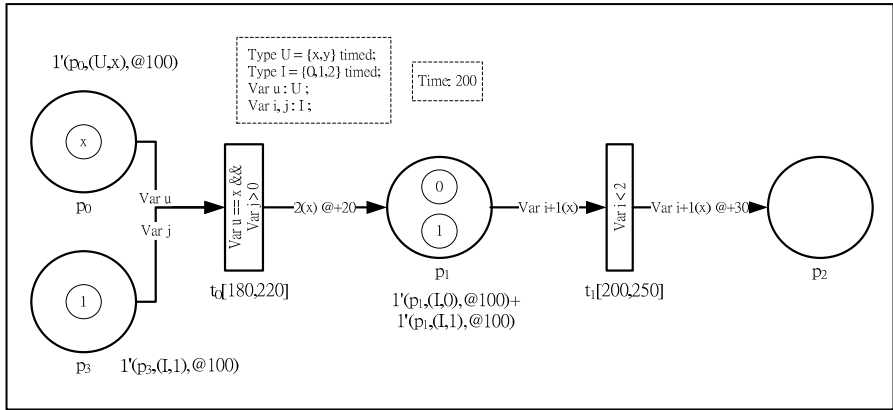 1'(p0,(U,x),@100)
Type U = {x,y} timed;
Type I = {0,1,2} timed;
Var u : U ;
Var i, j : I ;
Time: 200
x
p0
Var u
Var j
1
p3
1'(p3,(I,1),@100)
Var u == x &&
Var j > 0
t0[180,220]
2(x) @+20
0
1
p1
1'(p1,(I,0),@100)+
1'(p1,(I,1),@100)
Var i+1(x)
Var i < 2
t1[200,250]
Var i+1(x) @+30
p2